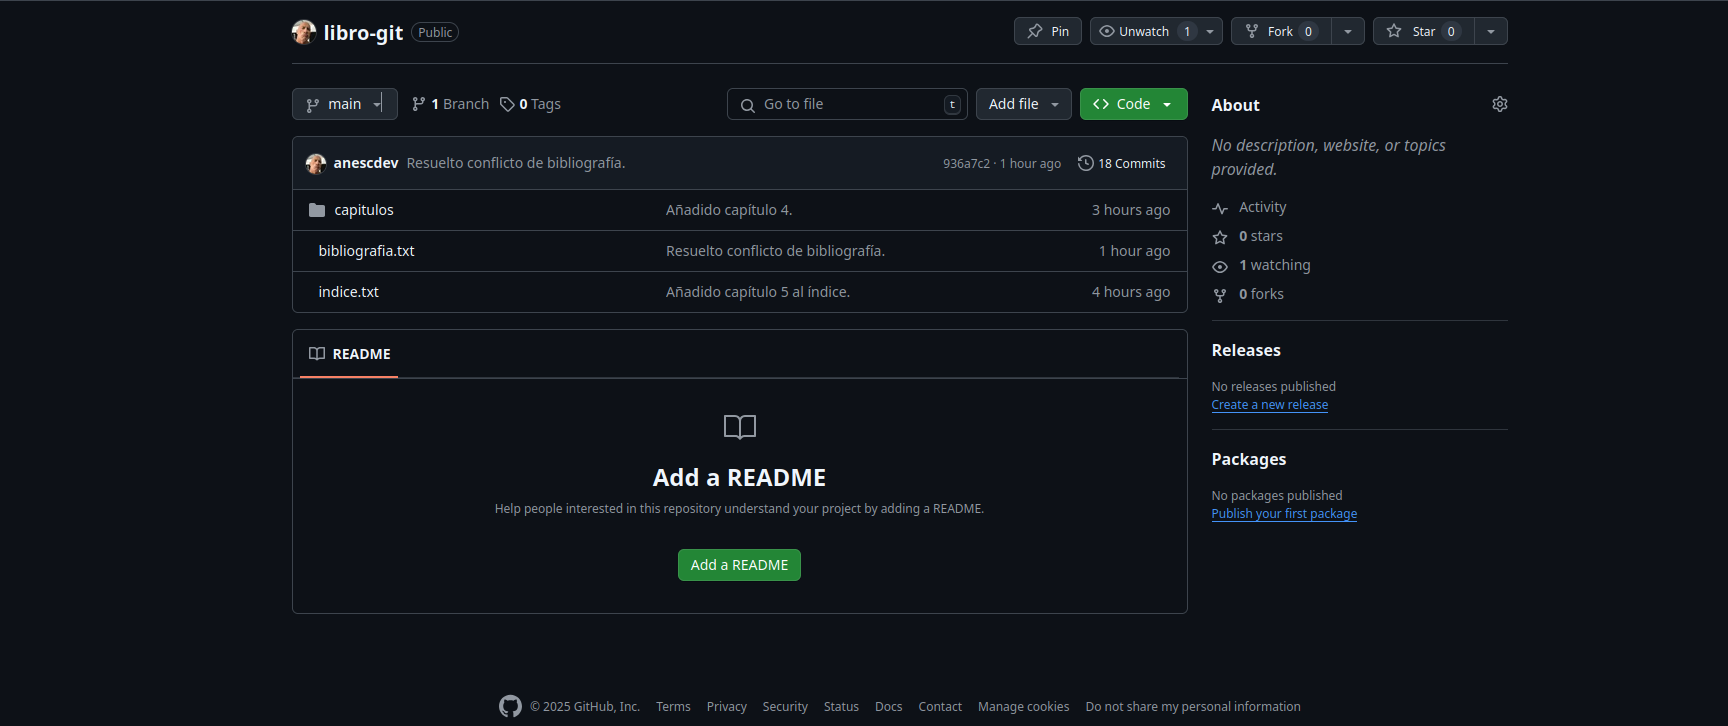 libro-git Public Pin Unwatch 1 Fork 0 Star 0
main 1 Branch 0 Tags Go to file t Add file Code
anescdev Resuelto conflicto de bibliografía. 936a7c2 · 1 hour ago 18 Commits
capitulos Añadido capítulo 4. 3 hours ago
bibliografia.txt Resuelto conflicto de bibliografía. 1 hour ago
indice.txt Añadido capítulo 5 al índice. 4 hours ago
README
Add a README
Help people interested in this repository understand your project by adding a README.
Add a README
About
No description, website, or topics
provided.
Activity
0 stars
1 watching
0 forks
Releases
No releases published
Create a new release
Packages
No packages published
Publish your first package
© 2025 GitHub, Inc. Terms Privacy Security Status Docs Contact Manage cookies Do not share my personal information